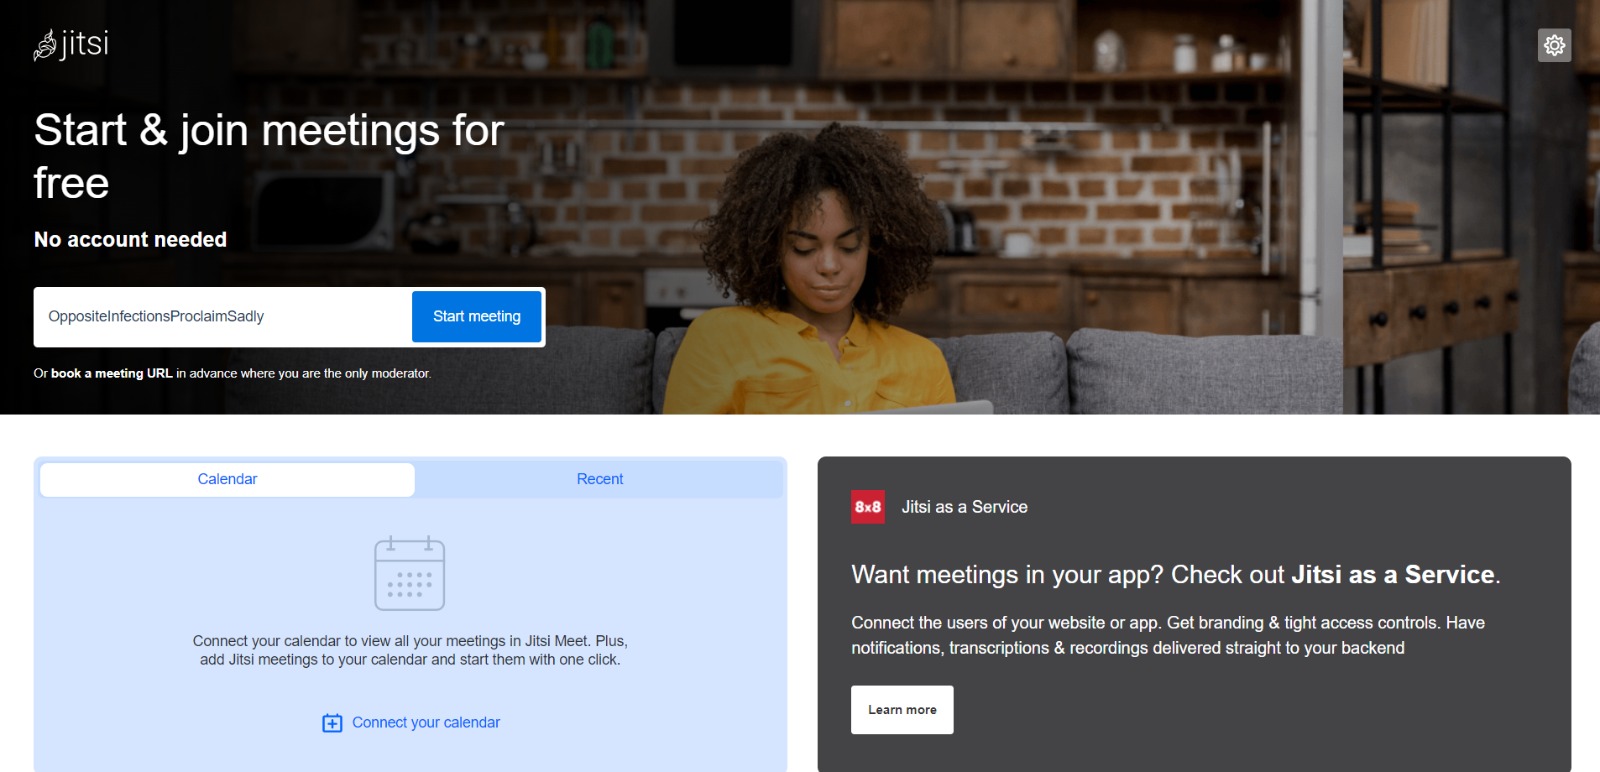 jitsi
Start & join meetings for
free
No account needed
OppositeInfectionsProclaimSadly
Start meeting
Or book a meeting URL in advance where you are the only moderator.
Calendar
Recent
Connect your calendar to view all your meetings in Jitsi Meet. Plus,
add Jitsi meetings to your calendar and start them with one click.
Connect your calendar
8x8
Jitsi as a Service
Want meetings in your app? Check out Jitsi as a Service.
Connect the users of your website or app. Get branding & tight access controls. Have
notifications, transcriptions & recordings delivered straight to your backend
Learn more